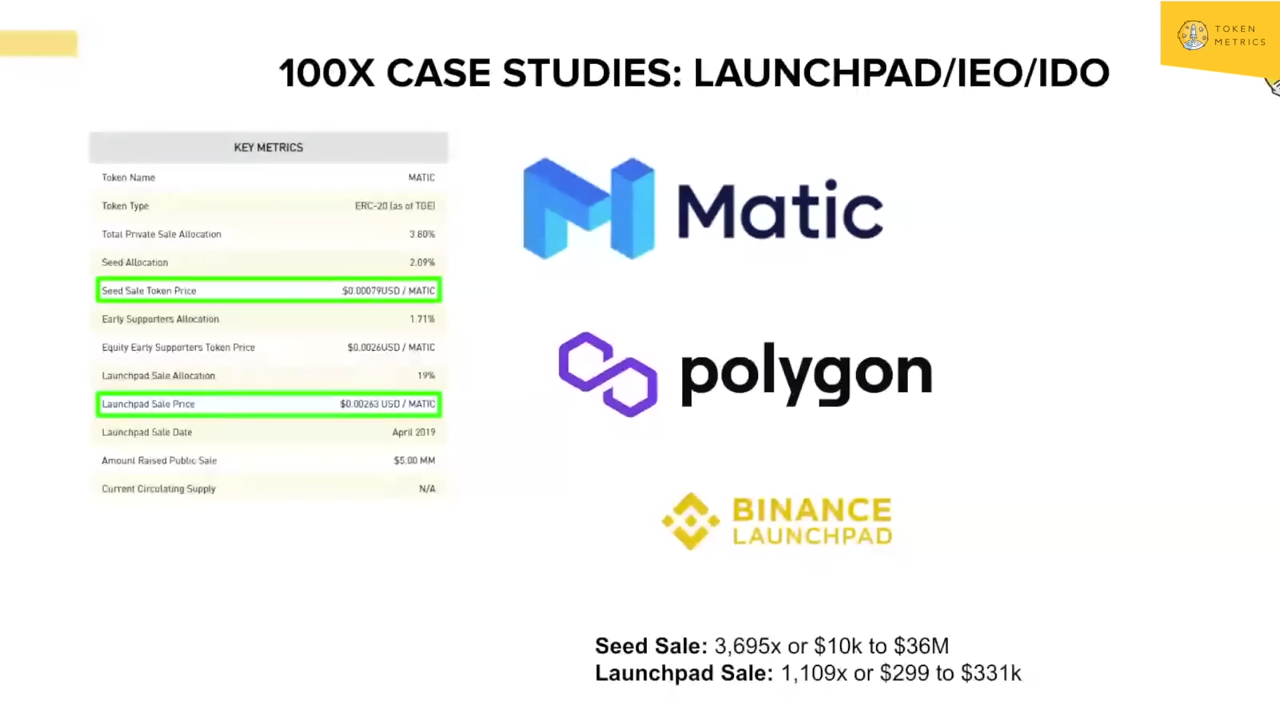 TOKEN
METRICS
100X CASE STUDIES: LAUNCHPAD/IEO/IDO
KEY METRICS
Token Name MATIC
Token Type ERC-20 (as of TGE)
Total Private Sale Allocation 3.80%
Seed Allocation 2.09%
Seed Sale Token Price $0.00079USD / MATIC
Early Supporters Allocation 1.71%
Equity Early Supporters Token Price $0.0026USD / MATIC
Launchpad Sale Allocation 19%
Launchpad Sale Price $0.00263 USD / MATIC
Launchpad Sale Date April 2019
Amount Raised Public Sale $5.00 MM
Current Circulating Supply N/A
Matic
polygon
BINANCE
LAUNCHPAD
Seed Sale: 3,695x or $10k to $36M
Launchpad Sale: 1,109x or $299 to $331k